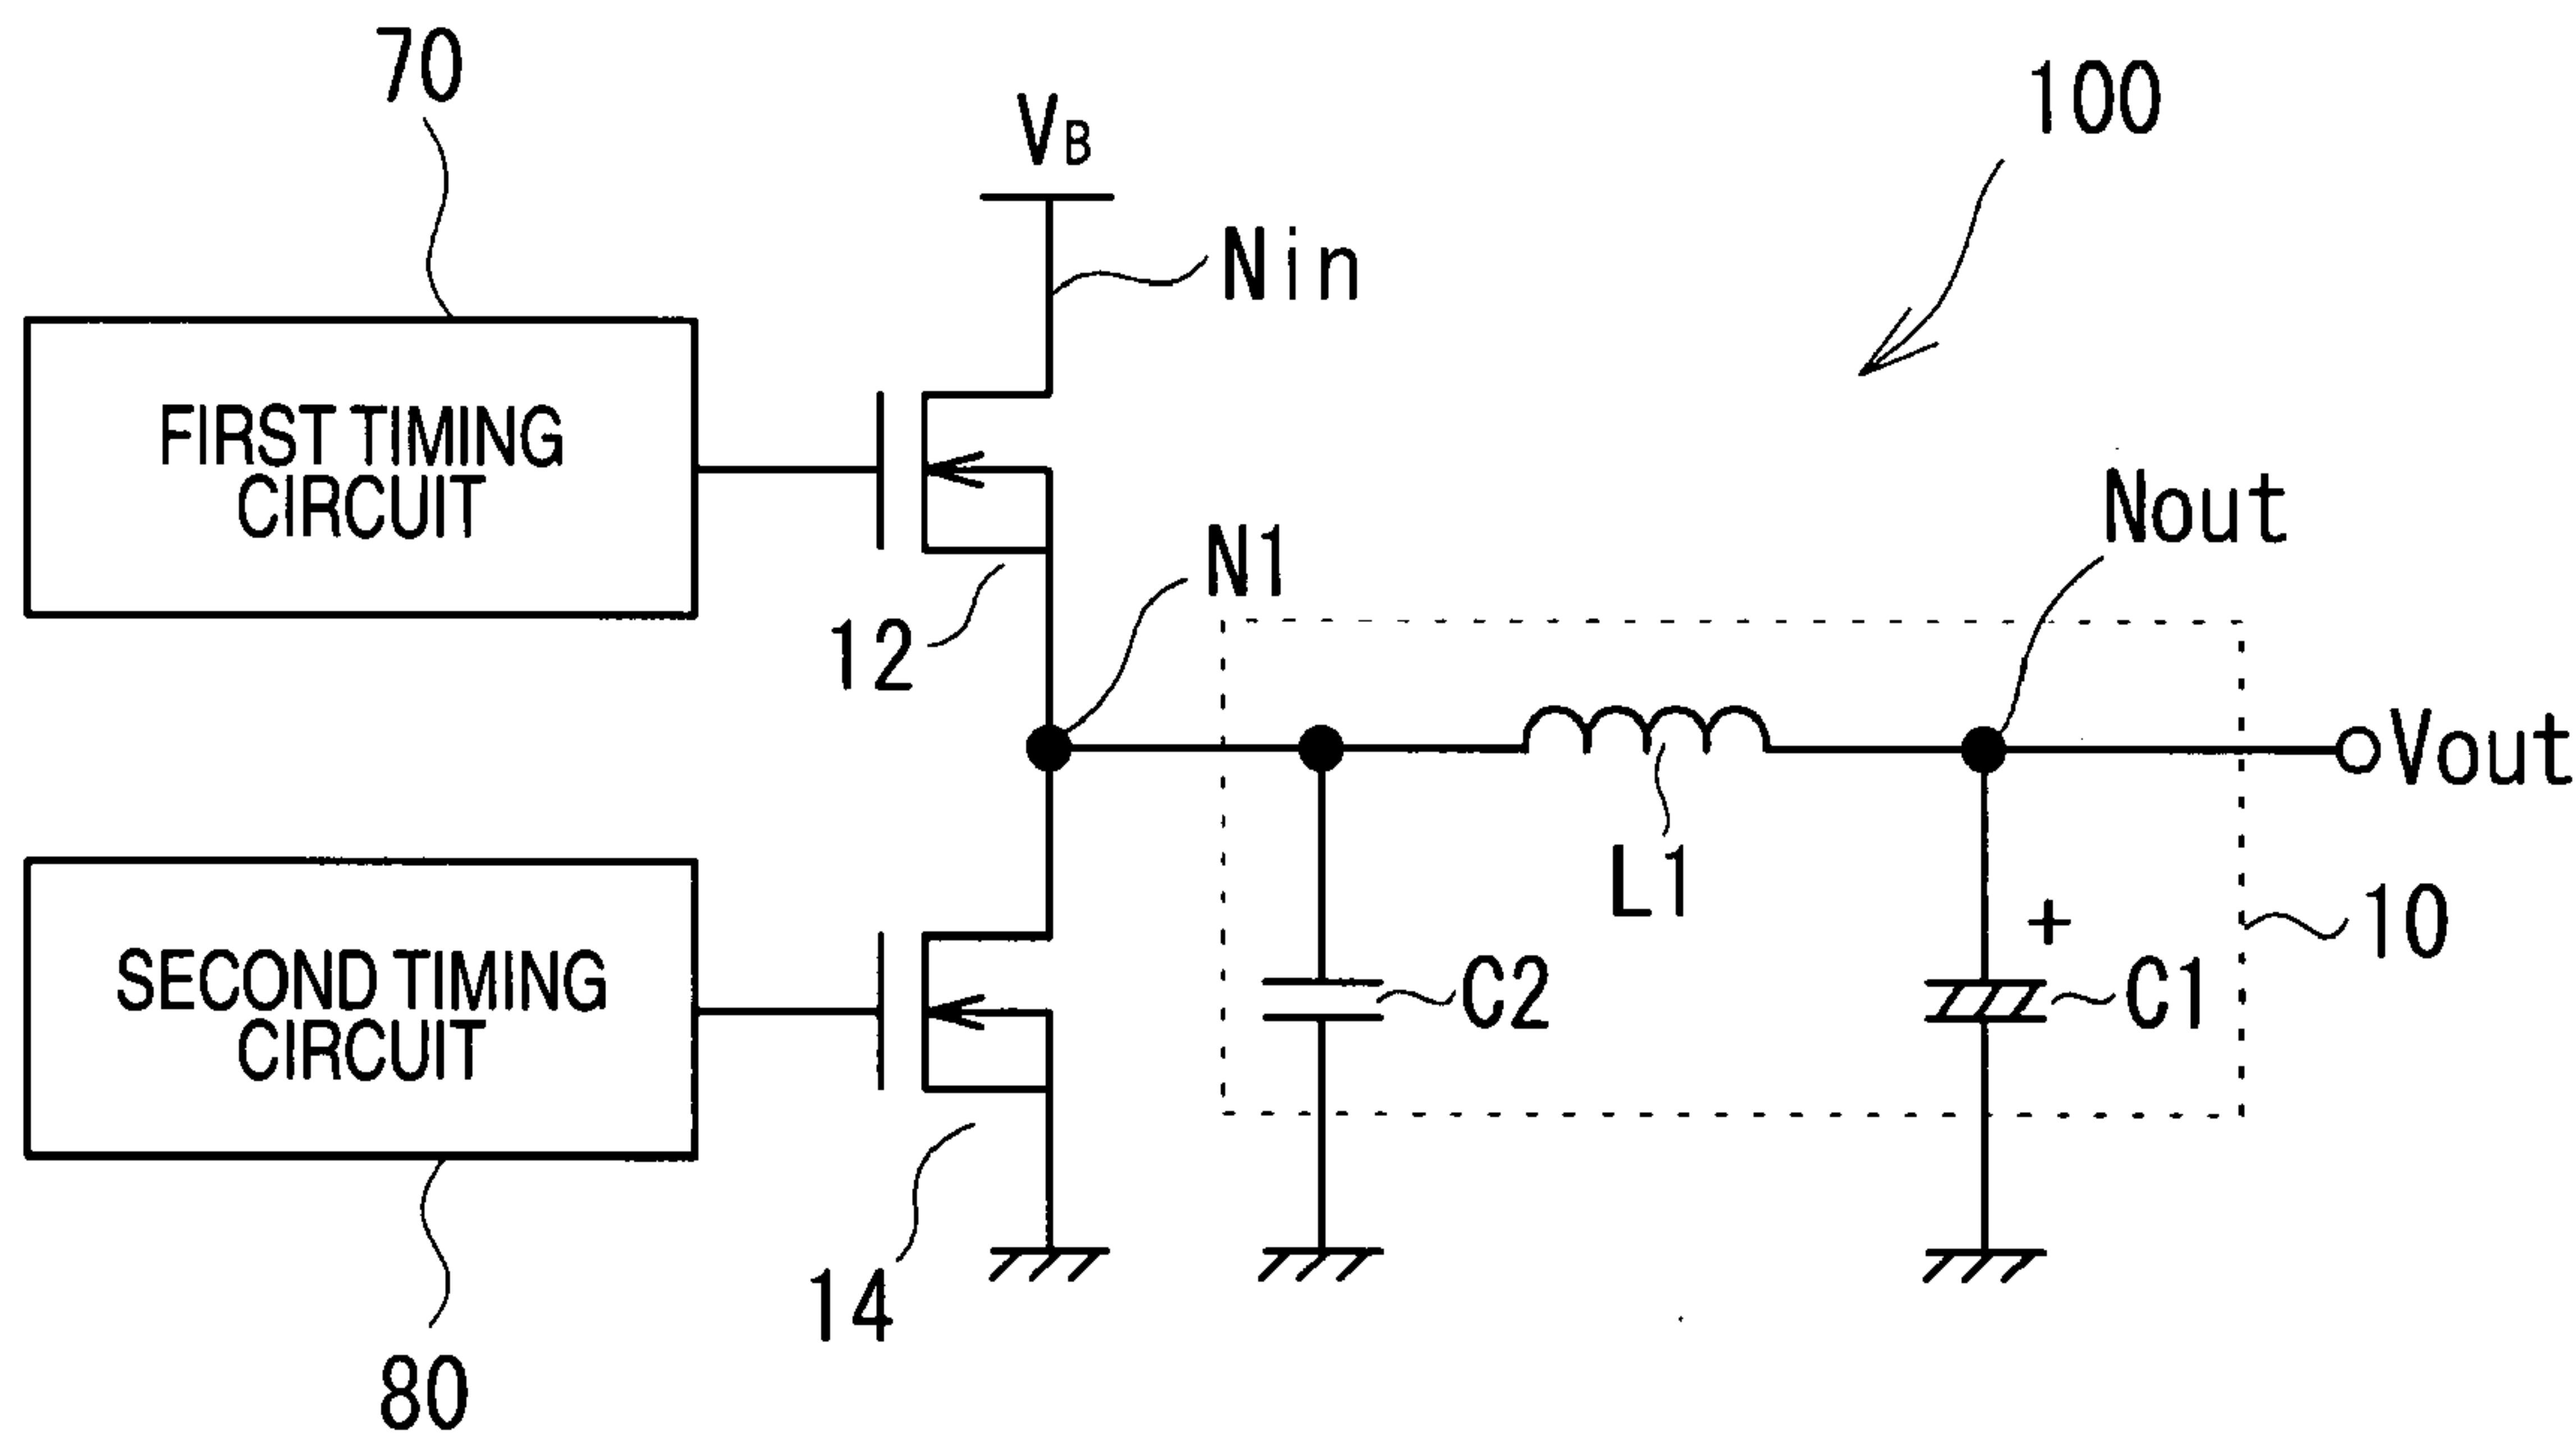 70
VB
100
Nin
FIRST TIMING
CIRCUIT
Nout
N1
12
Vout
L1
+
10
SECOND TIMING
CIRCUIT
C2
C1
14
80